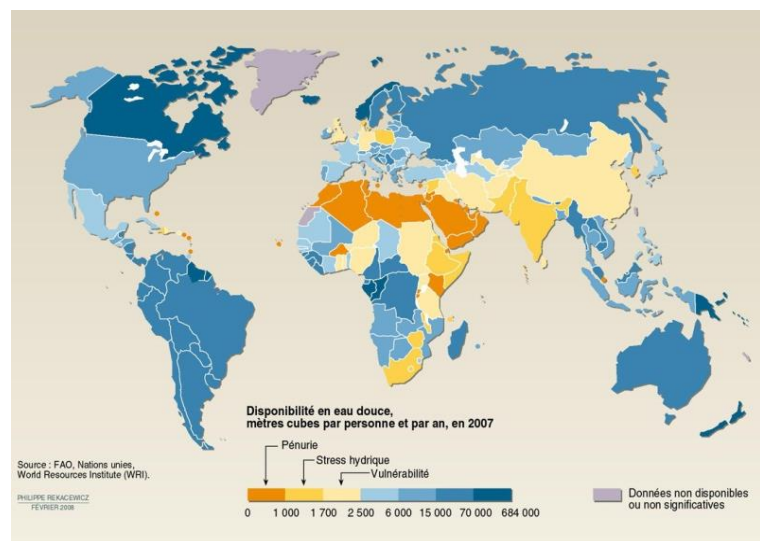 Disponibilité en eau douce,
mètres cubes par personne et par an, en 2007
Pénurie
Stress hydrique
Vulnérabilité
0 1 000 1 700 2 500 6 000 15 000 70 000 684 000
Source : FAO, Nations unies,
World Resources Institute (WRI).
PHILIPPE REKACEWICZ
FÉVRIER 2008
Données non disponibles
ou non significatives